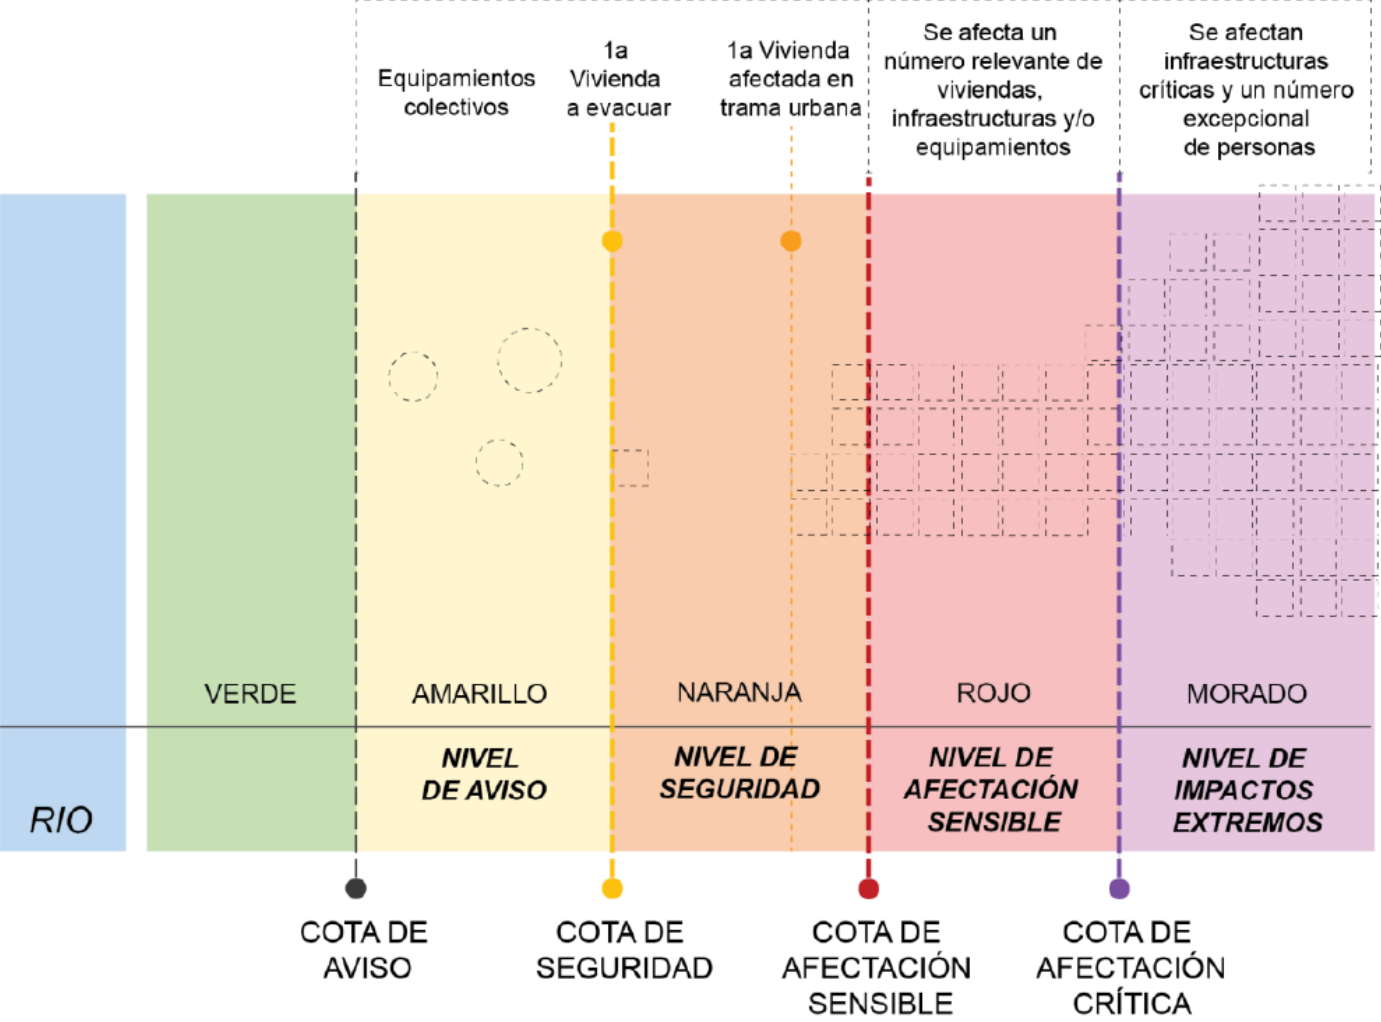 Equipamientos
colectivos
1a
Vivienda
a evacuar
1a Vivienda
afectada en
trama urbana
Se afecta un
número relevante de
viviendas,
infraestructuras y/o
equipamientos
Se afectan
infraestructuras
críticas y un número
excepcional
de personas
VERDE
AMARILLO
NARANJA
ROJO
MORADO
RIO
NIVEL
DE AVISO
NIVEL DE
SEGURIDAD
NIVEL DE
AFECTACIÓN
SENSIBLE
NIVEL DE
IMPACTOS
EXTREMOS
COTA DE
AVISO
COTA DE
SEGURIDAD
COTA DE
AFECTACIÓN
SENSIBLE
COTA DE
AFECTACIÓN
CRÍTICA